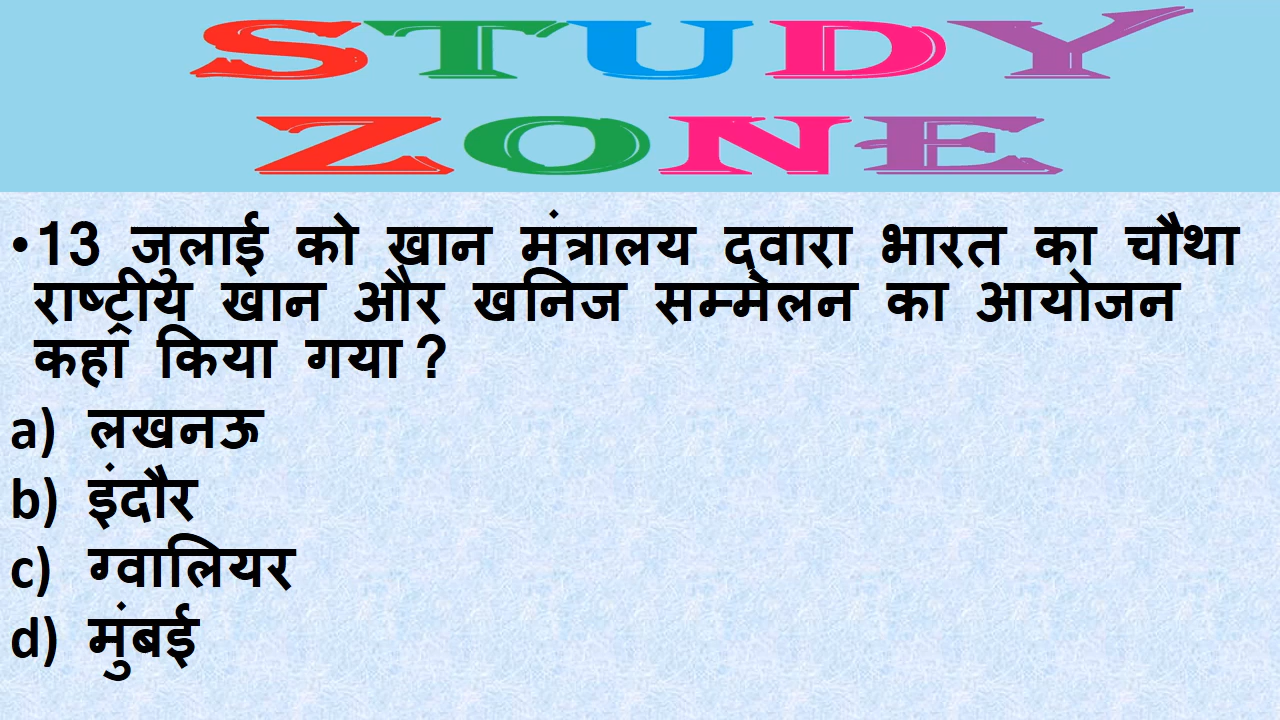 STUDY
ZONE
•13 जुलाई को खान मंत्रालय द्वारा भारत का चौथा
राष्ट्रीय खान और खनिज सम्मेलन का आयोजन
कहा किया गया ?
a) लखनऊ
b) इंदौर
c) ग्वालियर
d) मुंबई